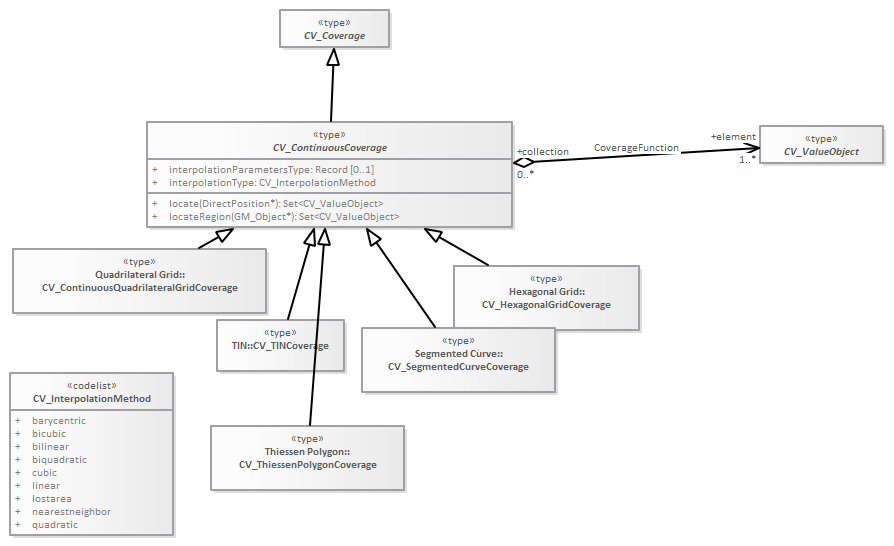 «type»
CV_Coverage
«type»
CV_ContinuousCoverage
+ interpolationParametersType: Record [0..1]
+ interpolationType: CV_InterpolationMethod
+ locate(DirectPosition*): Set<CV_ValueObject>
+ locateRegion(GM_Object*): Set<CV_ValueObject>
+collection
0..*
CoverageFunction
+element
1..*
«type»
CV_ValueObject
«type»
Quadrilateral Grid::
CV_ContinuousQuadrilateralGridCoverage
«type»
Hexagonal Grid::
CV_HexagonalGridCoverage
«type»
TIN::CV_TINCoverage
«type»
Segmented Curve::
CV_SegmentedCurveCoverage
«codelist»
CV_InterpolationMethod
+ barycentric
+ bicubic
+ bilinear
+ biquadratic
+ cubic
+ linear
+ lostarea
+ nearestneighbor
+ quadratic
«type»
Thiessen Polygon::
CV_ThiessenPolygonCoverage